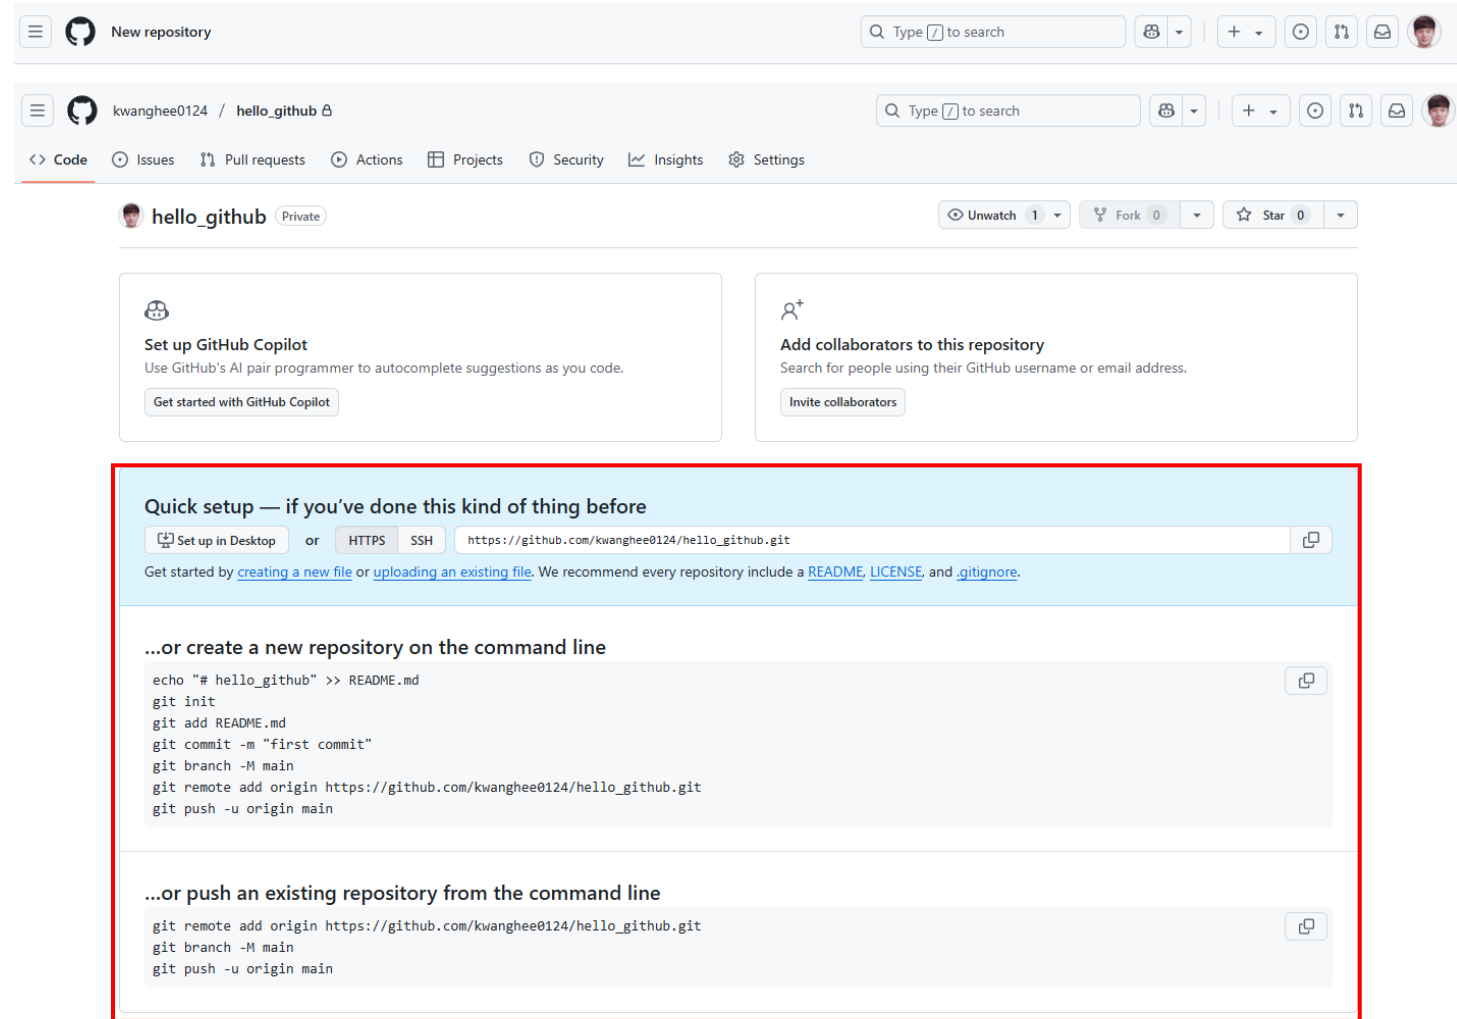 New repository
Type / to search
kwanghee0124 / hello_github
Type / to search
Code Issues Pull requests Actions Projects Security Insights Settings
hello_github Private
Unwatch 1 Fork 0 Star 0
Set up GitHub Copilot
Use GitHub's AI pair programmer to autocomplete suggestions as you code.
Get started with GitHub Copilot
Add collaborators to this repository
Search for people using their GitHub username or email address.
Invite collaborators
Quick setup — if you've done this kind of thing before
Set up in Desktop or HTTPS SSH https://github.com/kwanghee0124/hello_github.git
Get started by creating a new file or uploading an existing file. We recommend every repository include a README, LICENSE, and .gitignore.
...or create a new repository on the command line
echo "# hello_github" >> README.md
git init
git add README.md
git commit -m "first commit"
git branch -M main
git remote add origin https://github.com/kwanghee0124/hello_github.git
git push -u origin main
...or push an existing repository from the command line
git remote add origin https://github.com/kwanghee0124/hello_github.git
git branch -M main
git push -u origin main